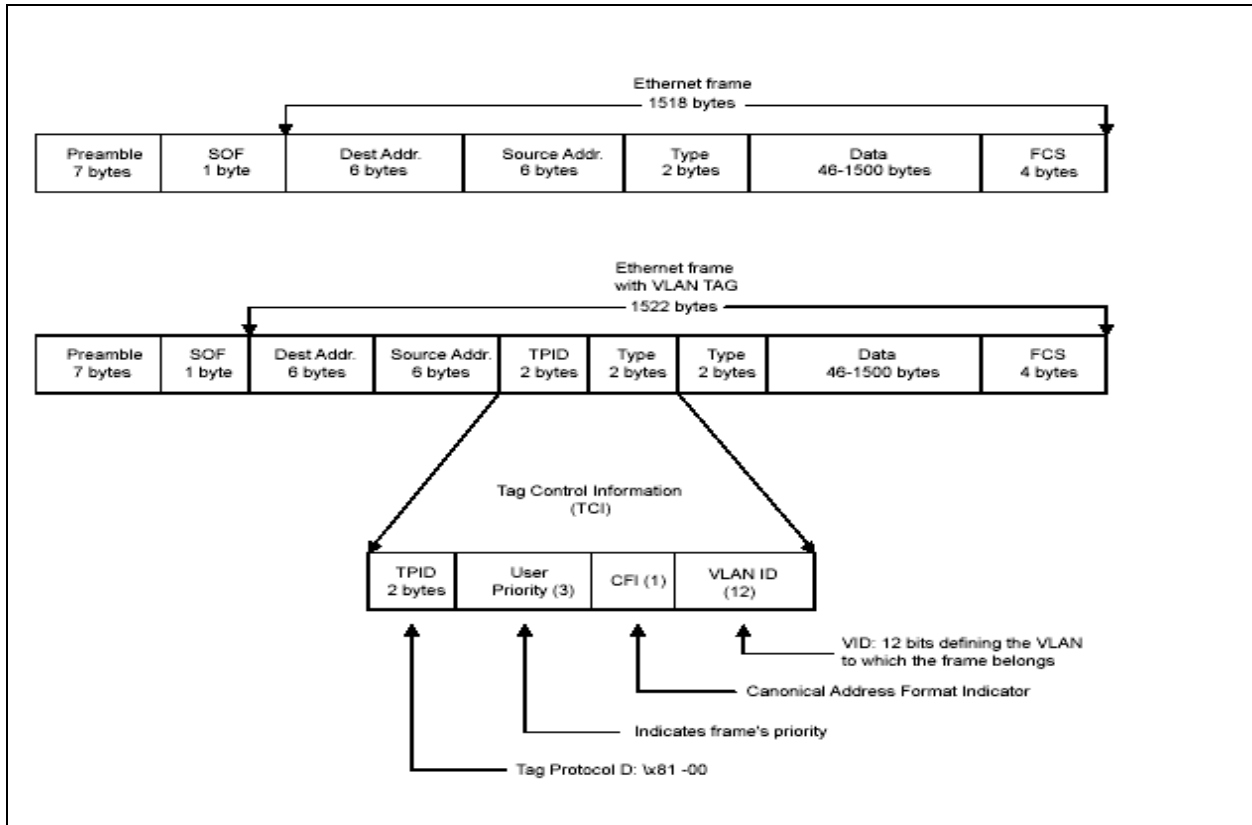 Ethernet frame
1518 bytes
Preamble
7 bytes
SOF
1 byte
Dest Addr.
6 bytes
Source Addr.
6 bytes
Type
2 bytes
Data
46-1500 bytes
FCS
4 bytes
Ethernet frame
with VLAN TAG
1522 bytes
Preamble
7 bytes
SOF
1 byte
Dest Addr.
6 bytes
Source Addr.
6 bytes
TPID
2 bytes
Type
2 bytes
Type
2 bytes
Data
46-1500 bytes
FCS
4 bytes
Tag Control Information
(TCI)
TPID
2 bytes
User
Priority (3)
CFI (1)
VLAN ID
(12)
VID: 12 bits defining the VLAN
to which the frame belongs
Canonical Address Format Indicator
Indicates frame's priority
Tag Protocol D: \x81 -00